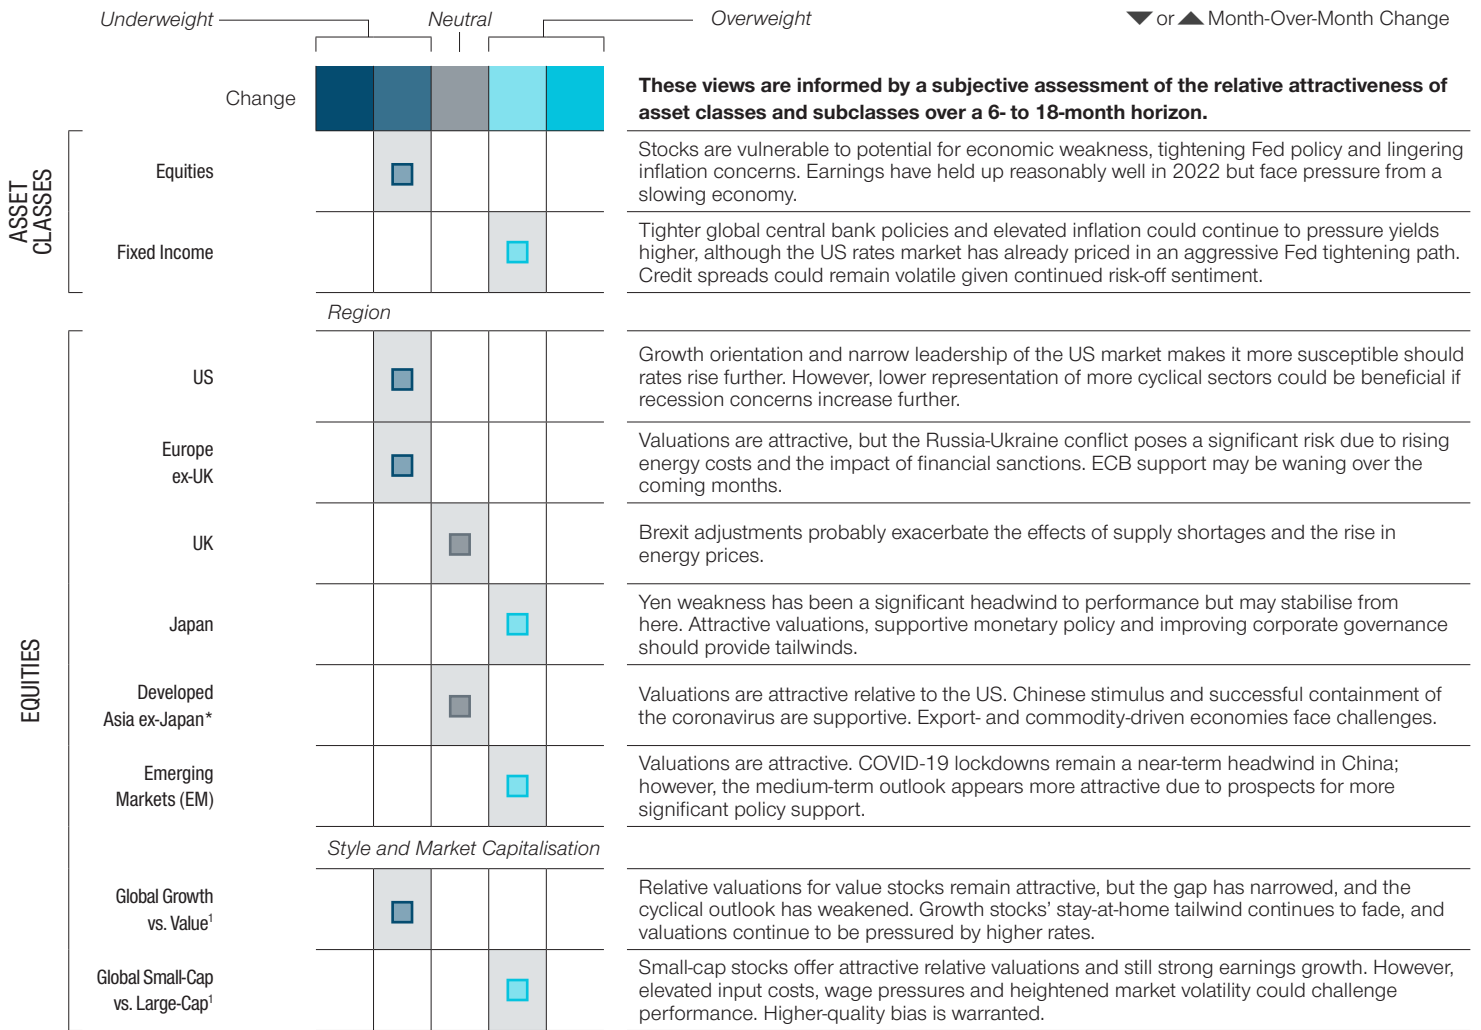 Underweight
Neutral
Overweight
▼ or ▲ Month-Over-Month Change
Change
These views are informed by a subjective assessment of the relative attractiveness of
asset classes and subclasses over a 6- to 18-month horizon.
ASSET
CLASSES
Equities
Stocks are vulnerable to potential for economic weakness, tightening Fed policy and lingering
inflation concerns. Earnings have held up reasonably well in 2022 but face pressure from a
slowing economy.
Fixed Income
Tighter global central bank policies and elevated inflation could continue to pressure yields
higher, although the US rates market has already priced in an aggressive Fed tightening path.
Credit spreads could remain volatile given continued risk-off sentiment.
EQUITIES
Region
US
Growth orientation and narrow leadership of the US market makes it more susceptible should
rates rise further. However, lower representation of more cyclical sectors could be beneficial if
recession concerns increase further.
Europe
ex-UK
Valuations are attractive, but the Russia-Ukraine conflict poses a significant risk due to rising
energy costs and the impact of financial sanctions. ECB support may be waning over the
coming months.
UK
Brexit adjustments probably exacerbate the effects of supply shortages and the rise in
energy prices.
Japan
Yen weakness has been a significant headwind to performance but may stabilise from
here. Attractive valuations, supportive monetary policy and improving corporate governance
should provide tailwinds.
Developed
Asia ex-Japan*
Valuations are attractive relative to the US. Chinese stimulus and successful containment of
the coronavirus are supportive. Export- and commodity-driven economies face challenges.
Emerging
Markets (EM)
Valuations are attractive. COVID-19 lockdowns remain a near-term headwind in China;
however, the medium-term outlook appears more attractive due to prospects for more
significant policy support.
Style and Market Capitalisation
Global Growth
vs. Value¹
Relative valuations for value stocks remain attractive, but the gap has narrowed, and the
cyclical outlook has weakened. Growth stocks’ stay-at-home tailwind continues to fade, and
valuations continue to be pressured by higher rates.
Global Small-Cap
vs. Large-Cap¹
Small-cap stocks offer attractive relative valuations and still strong earnings growth. However,
elevated input costs, wage pressures and heightened market volatility could challenge
performance. Higher-quality bias is warranted.